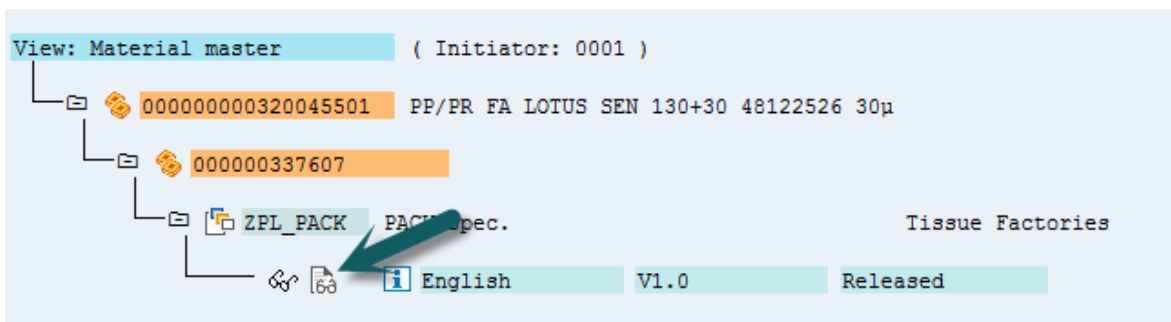 View: Material master ( Initiator: 0001 )
000000000320045501 PP/PR FA LOTUS SEN 130+30 48122526 30µ
000000337607
ZPL_PACK PACK spec. Tissue Factories
English V1.0 Released